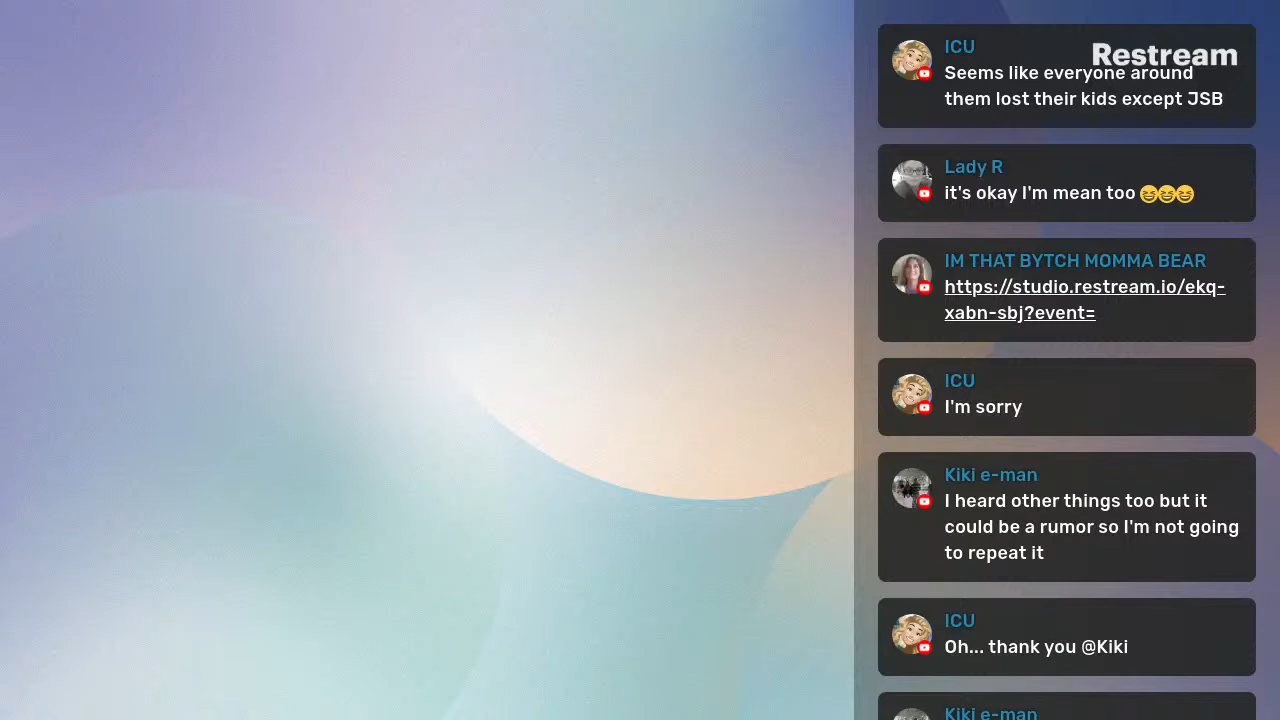 Restream
ICU
Seems like everyone around
them lost their kids except JSB
Lady R
it's okay I'm mean too 😆😆😆
IM THAT BYTCH MOMMA BEAR
https://studio.restream.io/ekq-
xabn-sbj?event=
ICU
I'm sorry
Kiki e-man
I heard other things too but it
could be a rumor so I'm not going
to repeat it
ICU
Oh... thank you @Kiki
Kiki e-man